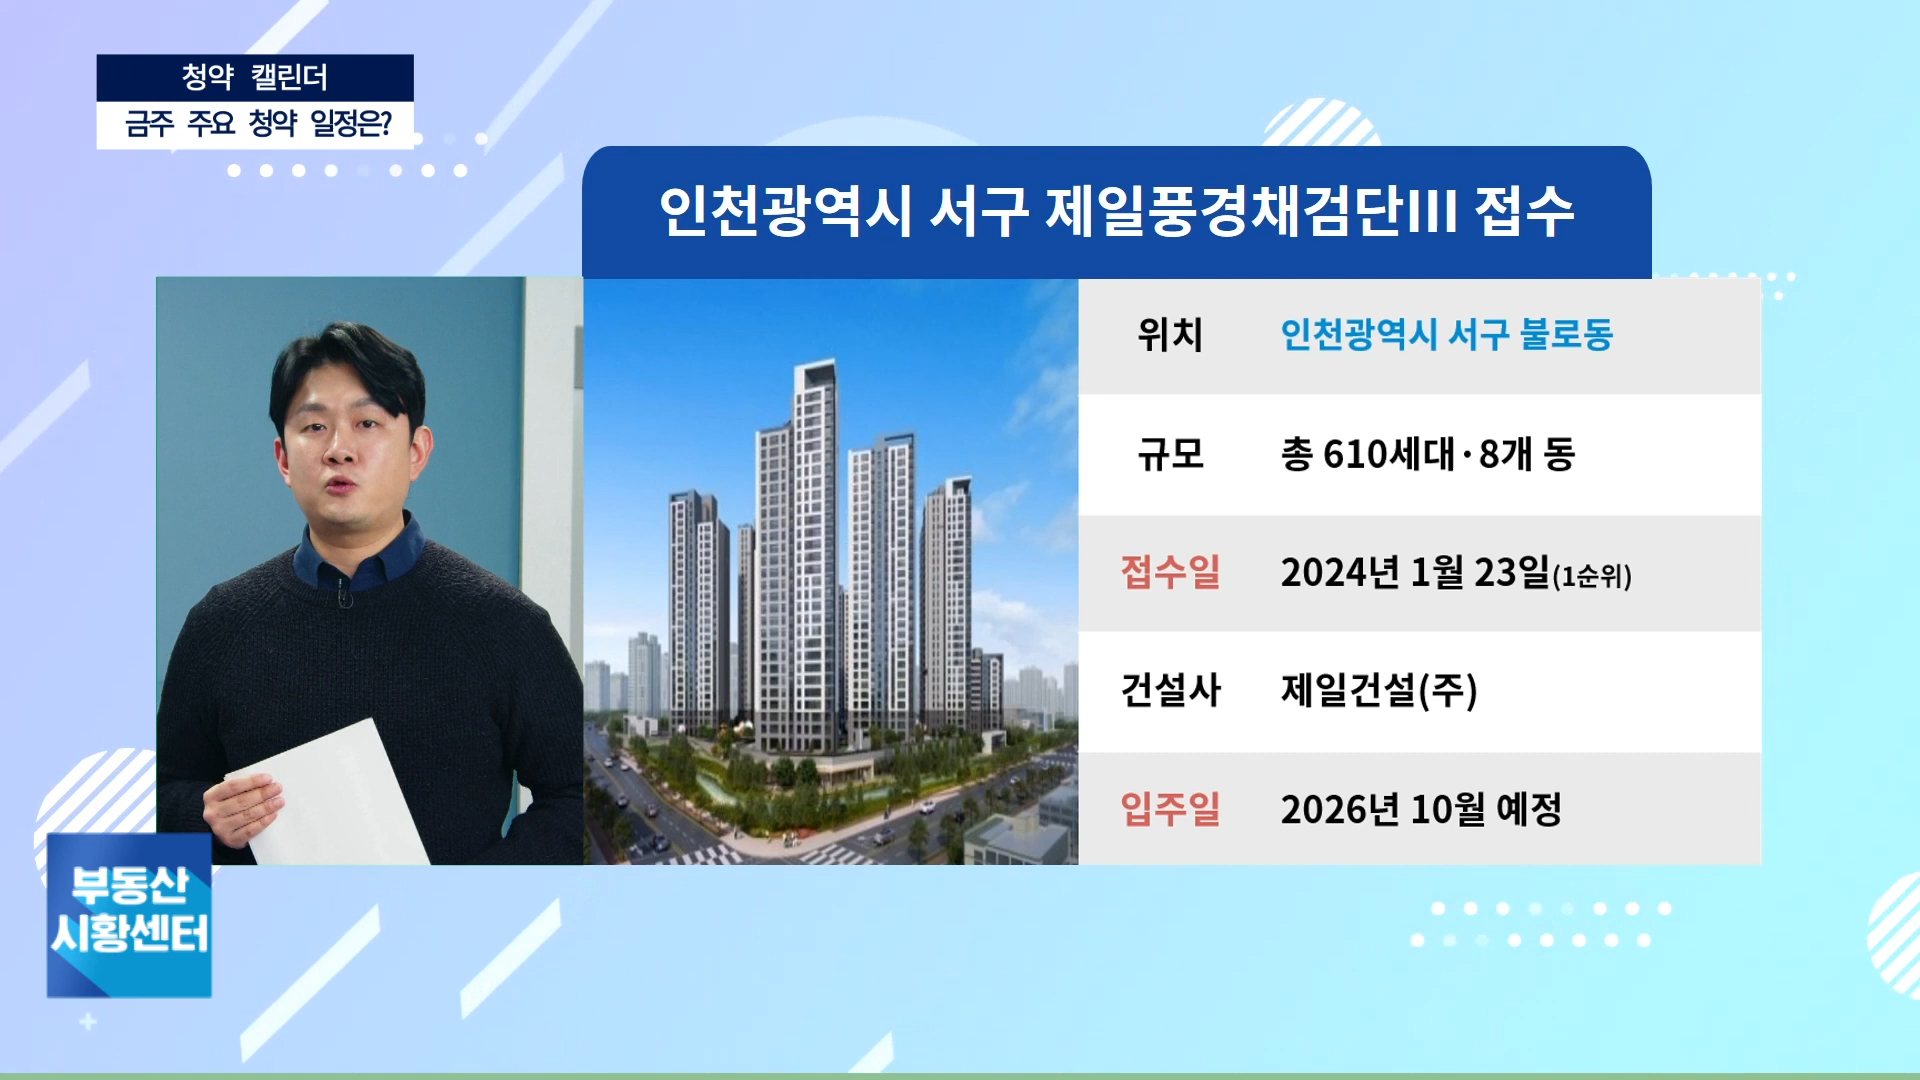 청약 캘린더
금주 주요 청약 일정은?
인천광역시 서구 제일풍경채검단III 접수
위치 인천광역시 서구 불로동
규모 총 610세대·8개 동
접수일 2024년 1월 23일(1순위)
건설사 제일건설(주)
입주일 2026년 10월 예정
부동산
시황센터